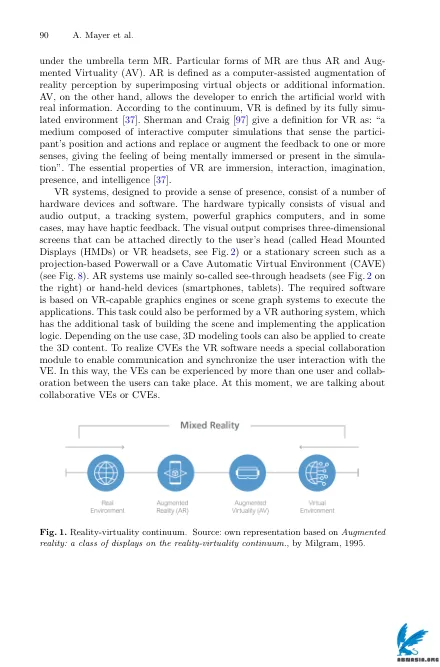 90 A. Mayer et al.
under the umbrella term MR. Particular forms of MR are thus AR and Aug-
mented Virtuality (AV). AR is defined as a computer-assisted augmentation of
reality perception by superimposing virtual objects or additional information.
AV, on the other hand, allows the developer to enrich the artificial world with
real information. According to the continuum, VR is defined by its fully simu-
lated environment [37]. Sherman and Craig [97] give a definition for VR as: “a
medium composed of interactive computer simulations that sense the partici-
pant’s position and actions and replace or augment the feedback to one or more
senses, giving the feeling of being mentally immersed or present in the simula-
tion”. The essential properties of VR are immersion, interaction, imagination,
presence, and intelligence [37].
VR systems, designed to provide a sense of presence, consist of a number of
hardware devices and software. The hardware typically consists of visual and
audio output, a tracking system, powerful graphics computers, and in some
cases, may have haptic feedback. The visual output comprises three-dimensional
screens that can be attached directly to the user’s head (called Head Mounted
Displays (HMDs) or VR headsets, see Fig. 2) or a stationary screen such as a
projection-based Powerwall or a Cave Automatic Virtual Environment (CAVE)
(see Fig. 8). AR systems use mainly so-called see-through headsets (see Fig. 2 on
the right) or hand-held devices (smartphones, tablets). The required software
is based on VR-capable graphics engines or scene graph systems to execute the
applications. This task could also be performed by a VR authoring system, which
has the additional task of building the scene and implementing the application
logic. Depending on the use case, 3D modeling tools can also be applied to create
the 3D content. To realize CVEs the VR software needs a special collaboration
module to enable communication and synchronize the user interaction with the
VE. In this way, the VEs can be experienced by more than one user and collab-
oration between the users can take place. At this moment, we are talking about
collaborative VEs or CVEs.
Mixed Reality
Real
Environment
Augmented
Reality (AR)
Augmented
Virtuality (AV)
Virtual
Environment
Fig. 1. Reality-virtuality continuum. Source: own representation based on Augmented
reality: a class of displays on the reality-virtuality continuum., by Milgram, 1995.